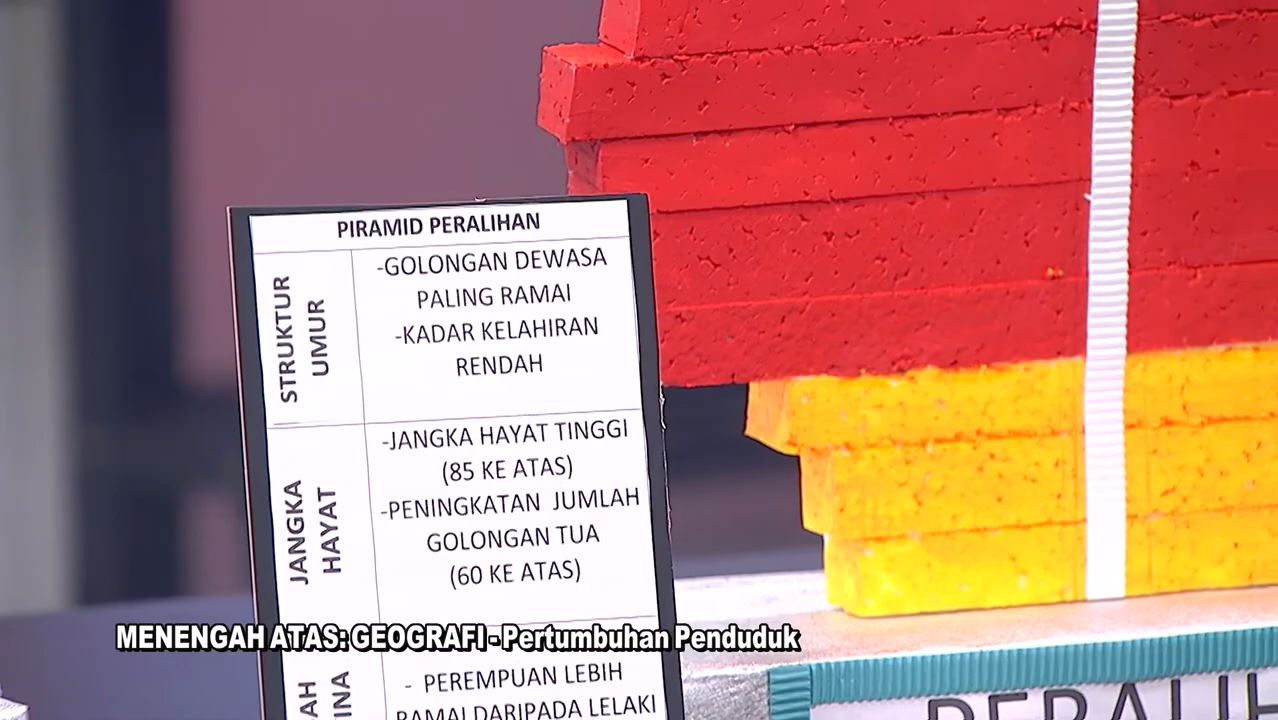 PIRAMID PERALIHAN
STRUKTUR
UMUR
-GOLONGAN DEWASA
PALING RAMAI
-KADAR KELAHIRAN
RENDAH
JANGKA
HAYAT
-JANGKA HAYAT TINGGI
(85 KE ATAS)
-PENINGKATAN JUMLAH
GOLONGAN TUA
(60 KE ATAS)
- PEREMPUAN LEBIH
RAMAI DARIPADA LELAKI
MENENGAH ATAS: GEOGRAFI - Pertumbuhan Penduduk